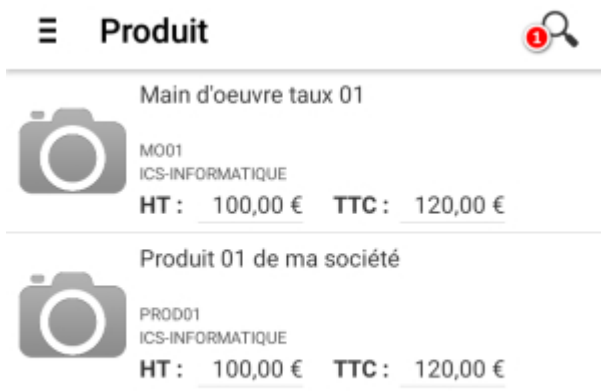 Produit
1
Main d'oeuvre taux 01
MO01
ICS-INFORMATIQUE
HT : 100,00 € TTC : 120,00 €
Produit 01 de ma société
PROD01
ICS-INFORMATIQUE
HT : 100,00 € TTC : 120,00 €